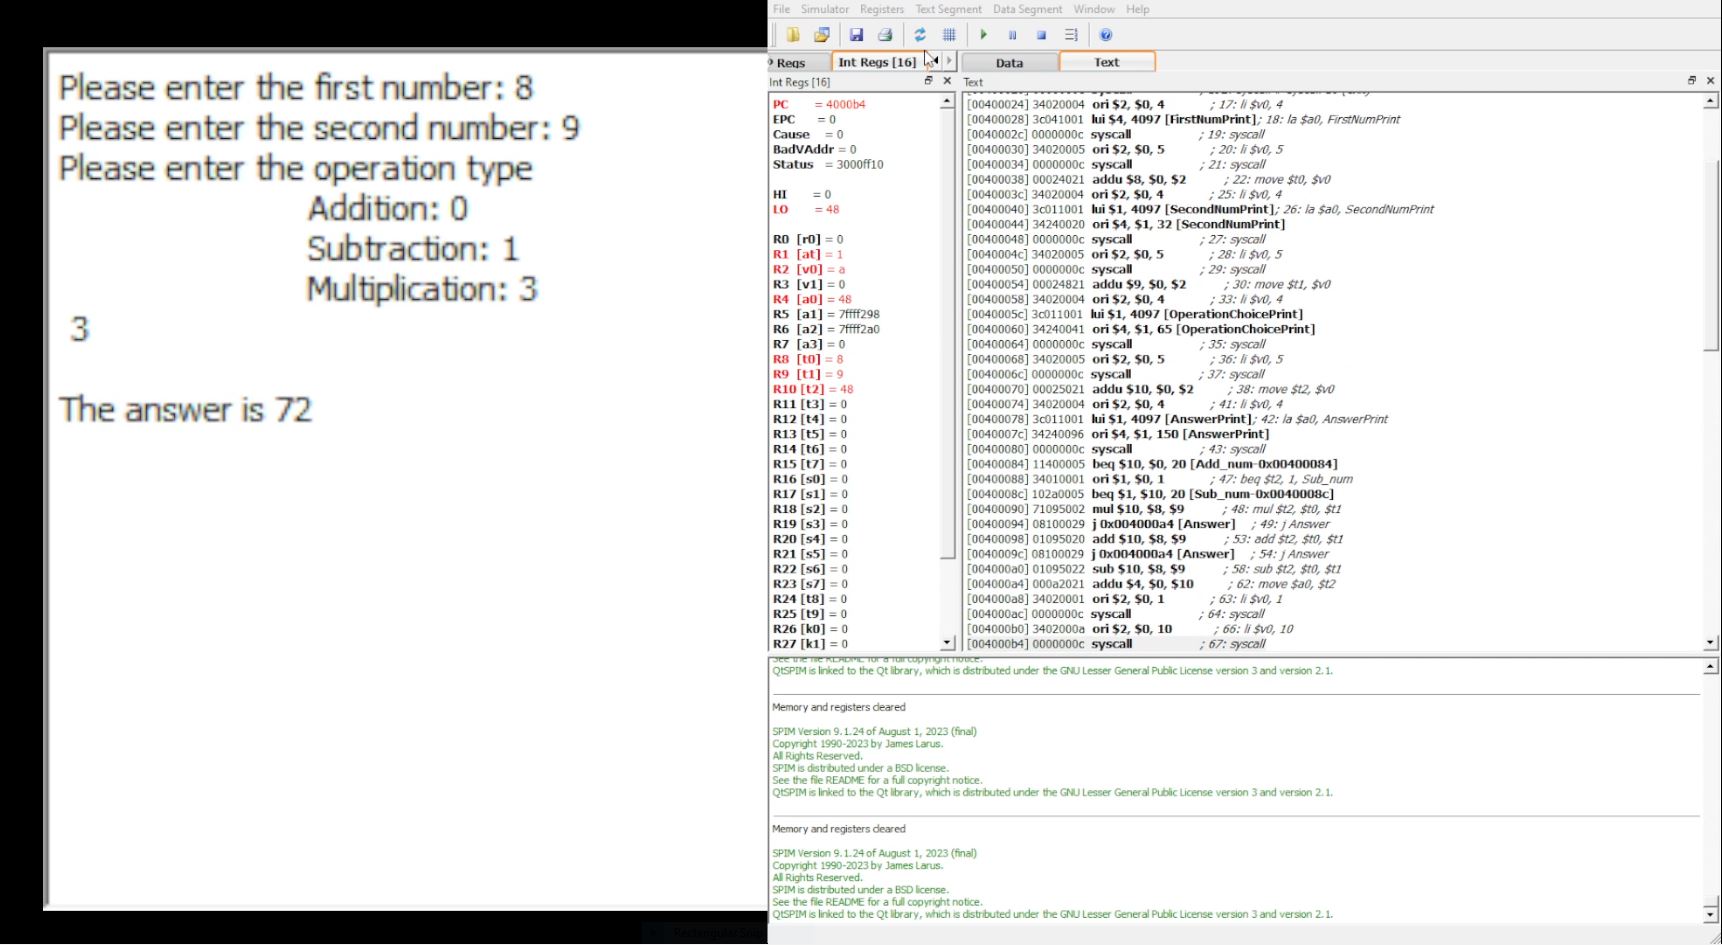 Please enter the first number: 8
Please enter the second number: 9
Please enter the operation type
Addition: 0
Subtraction: 1
Multiplication: 3
3
The answer is 72
File Simulator Registers Text Segment Data Segment Window Help
Regs Int Regs [16] Data Text
Int Regs [16]
PC = 4000b4
EPC = 0
Cause = 0
BadVAddr = 0
Status = 3000ff10
HI = 0
LO = 48
R0 [r0] = 0
R1 [at] = 1
R2 [v0] = a
R3 [v1] = 0
R4 [a0] = 48
R5 [a1] = 7ffff298
R6 [a2] = 7ffff2a0
R7 [a3] = 0
R8 [t0] = 8
R9 [t1] = 9
R10 [t2] = 48
R11 [t3] = 0
R12 [t4] = 0
R13 [t5] = 0
R14 [t6] = 0
R15 [t7] = 0
R16 [s0] = 0
R17 [s1] = 0
R18 [s2] = 0
R19 [s3] = 0
R20 [s4] = 0
R21 [s5] = 0
R22 [s6] = 0
R23 [s7] = 0
R24 [t8] = 0
R25 [t9] = 0
R26 [k0] = 0
R27 [k1] = 0
Text
[00400024] 34020004 ori $2, $0, 4 ; 17: li $v0, 4
[00400028] 3c041001 lui $4, 4097 [FirstNumPrint]; 18: la $a0, FirstNumPrint
[0040002c] 0000000c syscall ; 19: syscall
[00400030] 34020005 ori $2, $0, 5 ; 20: li $v0, 5
[00400034] 0000000c syscall ; 21: syscall
[00400038] 00024021 addu $8, $0, $2 ; 22: move $t0, $v0
[0040003c] 34020004 ori $2, $0, 4 ; 25: li $v0, 4
[00400040] 3c011001 lui $1, 4097 [SecondNumPrint]; 26: la $a0, SecondNumPrint
[00400044] 34240020 ori $4, $1, 32 [SecondNumPrint]
[00400048] 0000000c syscall ; 27: syscall
[0040004c] 34020005 ori $2, $0, 5 ; 28: li $v0, 5
[00400050] 0000000c syscall ; 29: syscall
[00400054] 00024821 addu $9, $0, $2 ; 30: move $t1, $v0
[00400058] 34020004 ori $2, $0, 4 ; 33: li $v0, 4
[0040005c] 3c011001 lui $1, 4097 [OperationChoicePrint]
[00400060] 34240041 ori $4, $1, 65 [OperationChoicePrint]
[00400064] 0000000c syscall ; 35: syscall
[00400068] 34020005 ori $2, $0, 5 ; 36: li $v0, 5
[0040006c] 0000000c syscall ; 37: syscall
[00400070] 00025021 addu $10, $0, $2 ; 38: move $t2, $v0
[00400074] 34020004 ori $2, $0, 4 ; 41: li $v0, 4
[00400078] 3c011001 lui $1, 4097 [AnswerPrint]; 42: la $a0, AnswerPrint
[0040007c] 34240096 ori $4, $1, 150 [AnswerPrint]
[00400080] 0000000c syscall ; 43: syscall
[00400084] 11400005 beq $10, $0, 20 [Add_num-0x00400084]
[00400088] 34010001 ori $1, $0, 1 ; 47: beq $t2, 1, Sub_num
[0040008c] 102a0005 beq $1, $10, 20 [Sub_num-0x0040008c]
[00400090] 71095002 mul $10, $8, $9 ; 48: mul $t2, $t0, $t1
[00400094] 08100029 j 0x004000a4 [Answer] ; 49: j Answer
[00400098] 01095020 add $10, $8, $9 ; 53: add $t2, $t0, $t1
[0040009c] 08100029 j 0x004000a4 [Answer] ; 54: j Answer
[004000a0] 01095022 sub $10, $8, $9 ; 58: sub $t2, $t0, $t1
[004000a4] 000a2021 addu $4, $0, $10 ; 62: move $a0, $t2
[004000a8] 34020001 ori $2, $0, 1 ; 63: li $v0, 1
[004000ac] 0000000c syscall ; 64: syscall
[004000b0] 3402000a ori $2, $0, 10 ; 66: li $v0, 10
[004000b4] 0000000c syscall ; 67: syscall
See the file README for a full copyright notice.
QtSPIM is linked to the Qt library, which is distributed under the GNU Lesser General Public License version 3 and version 2.1.
Memory and registers cleared
SPIM Version 9.1.24 of August 1, 2023 (final)
Copyright 1990-2023 by James Larus.
All Rights Reserved.
SPIM is distributed under a BSD license.
See the file README for a full copyright notice.
QtSPIM is linked to the Qt library, which is distributed under the GNU Lesser General Public License version 3 and version 2.1.
Memory and registers cleared
SPIM Version 9.1.24 of August 1, 2023 (final)
Copyright 1990-2023 by James Larus.
All Rights Reserved.
SPIM is distributed under a BSD license.
See the file README for a full copyright notice.
QtSPIM is linked to the Qt library, which is distributed under the GNU Lesser General Public License version 3 and version 2.1.